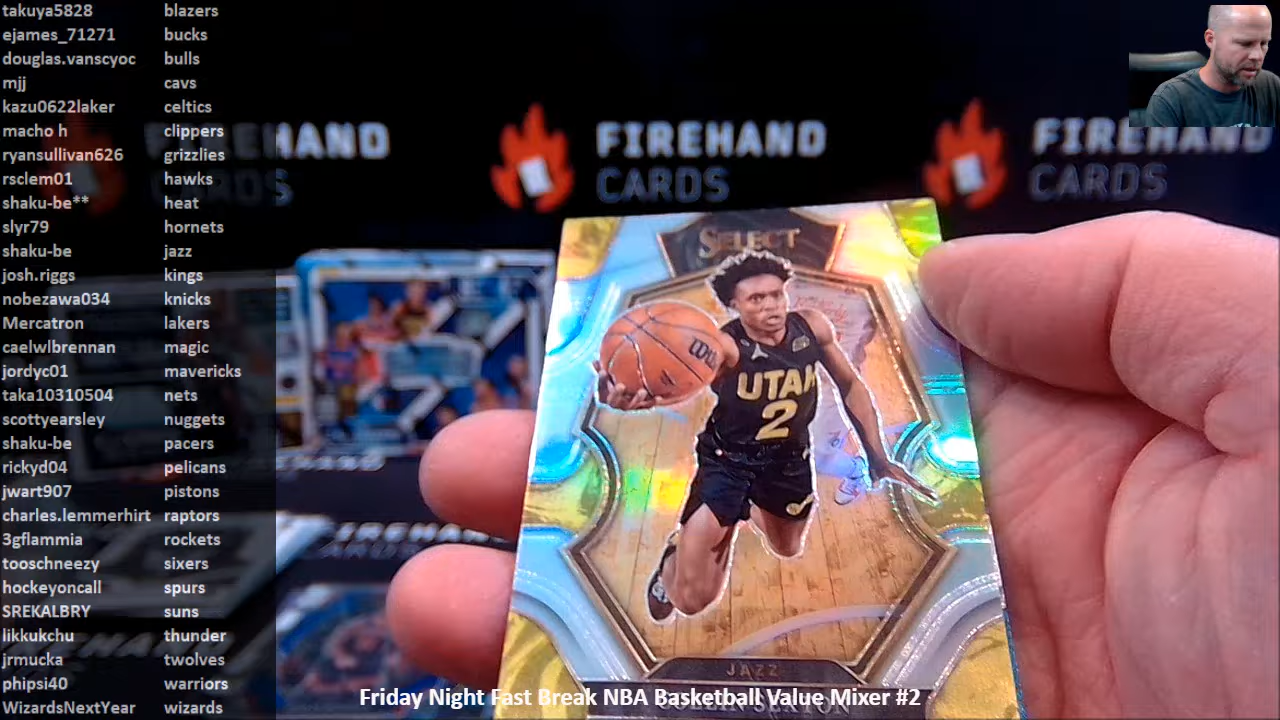 takuya5828 blazers
ejames_71271 bucks
douglas.vanscyoc bulls
mjj cavs
kazu0622laker celtics
macho h clippers
ryansullivan626 grizzlies
rsclem01 hawks
shaku-be** heat
slyr79 hornets
shaku-be jazz
josh.riggs kings
nobezawa034 knicks
Mercatron lakers
caelwlbrennan magic
jordyc01 mavericks
taka10310504 nets
scottyearsley nuggets
shaku-be pacers
rickyd04 pelicans
jwart907 pistons
charles.lemmerhirt raptors
3gflammia rockets
tooschneezy sixers
hockeyoncall spurs
SREKALBRY suns
likkukchu thunder
jrmucka twolves
phipsi40 warriors
WizardsNextYear wizards
FIREHAND
CARDS
FIREHAND
CARDS
FIREHAND
CARDS
SELECT
UTAH
2
JAZZ
COLLIN SEXTON
Friday Night Fast Break NBA Basketball Value Mixer #2